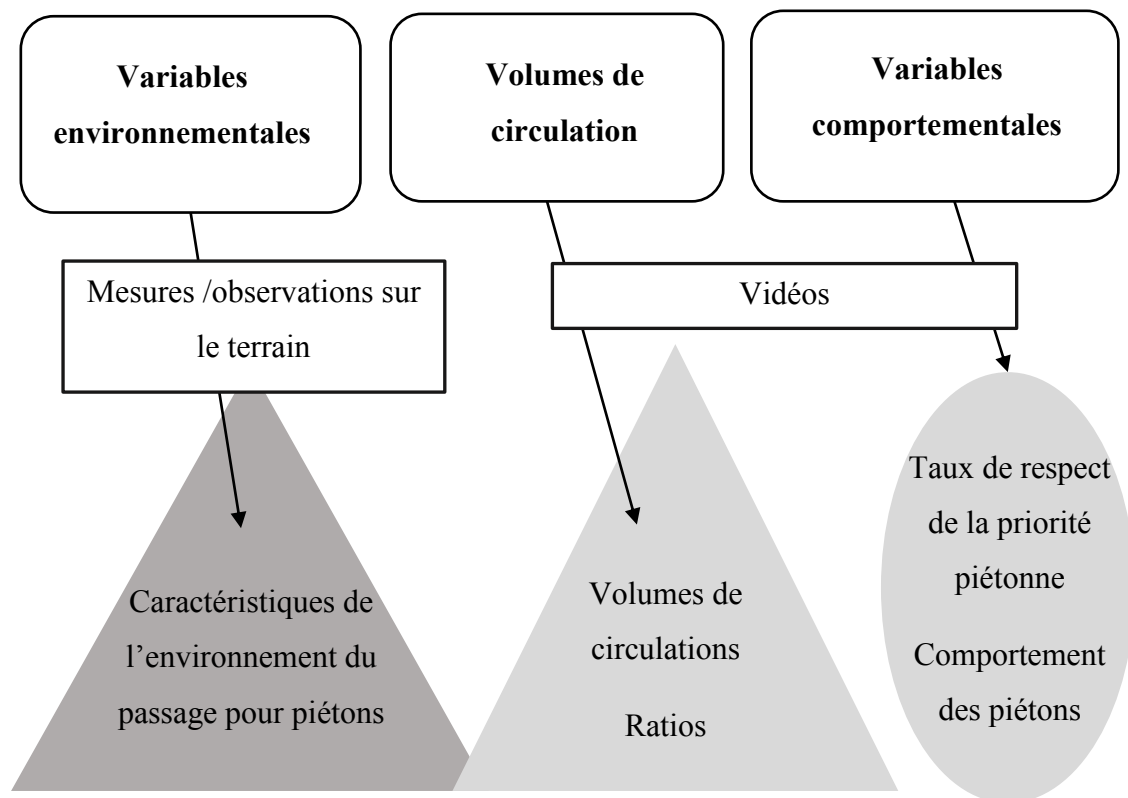 Variables
environnementales
Volumes de
circulation
Variables
comportementales
Mesures /observations sur
le terrain
Vidéos
Caractéristiques de
l’environnement du
passage pour piétons
Volumes de
circulations
Ratios
Taux de respect
de la priorité
piétonne
Comportement
des piétons